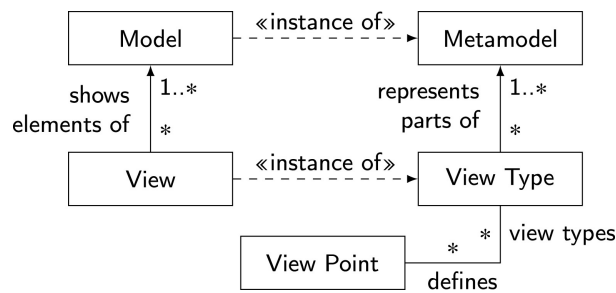 Model
«instance of»
Metamodel
shows
elements of
1..*
*
represents
parts of
1..*
*
View
«instance of»
View Type
*
view types
View Point
*
defines